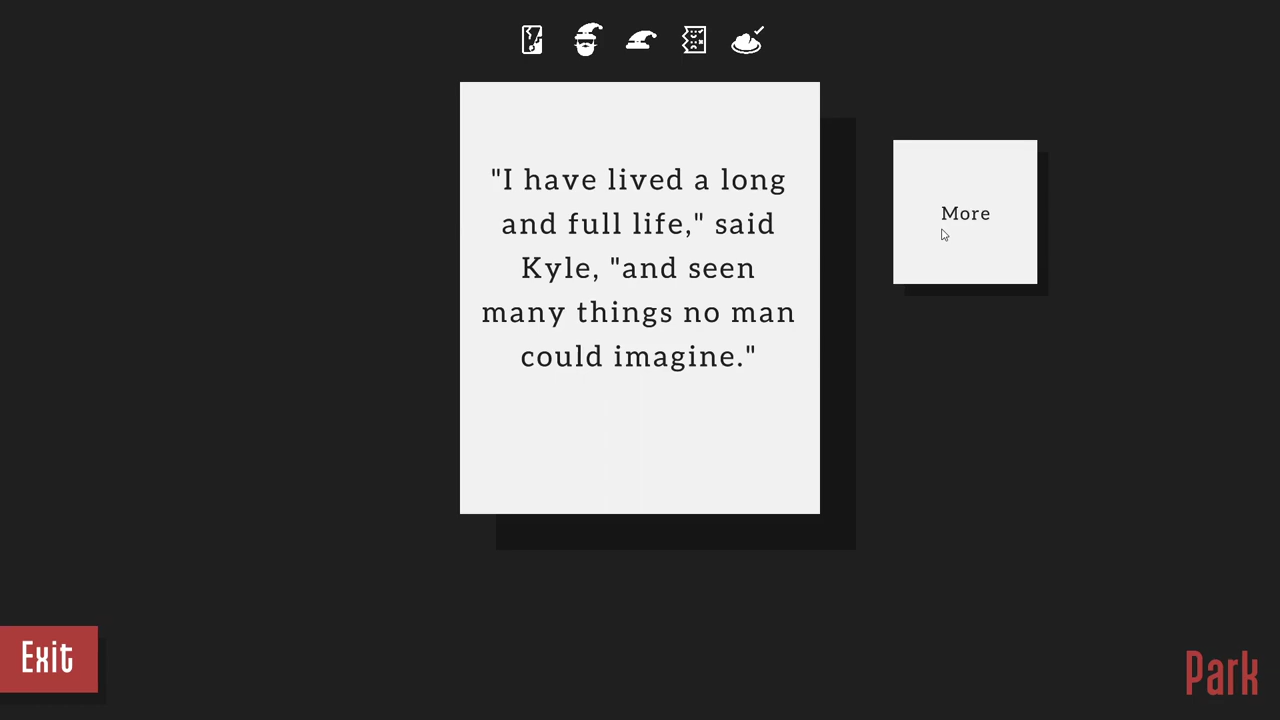 "I have lived a long
and full life," said
Kyle, "and seen
many things no man
could imagine."
More
Exit
Park